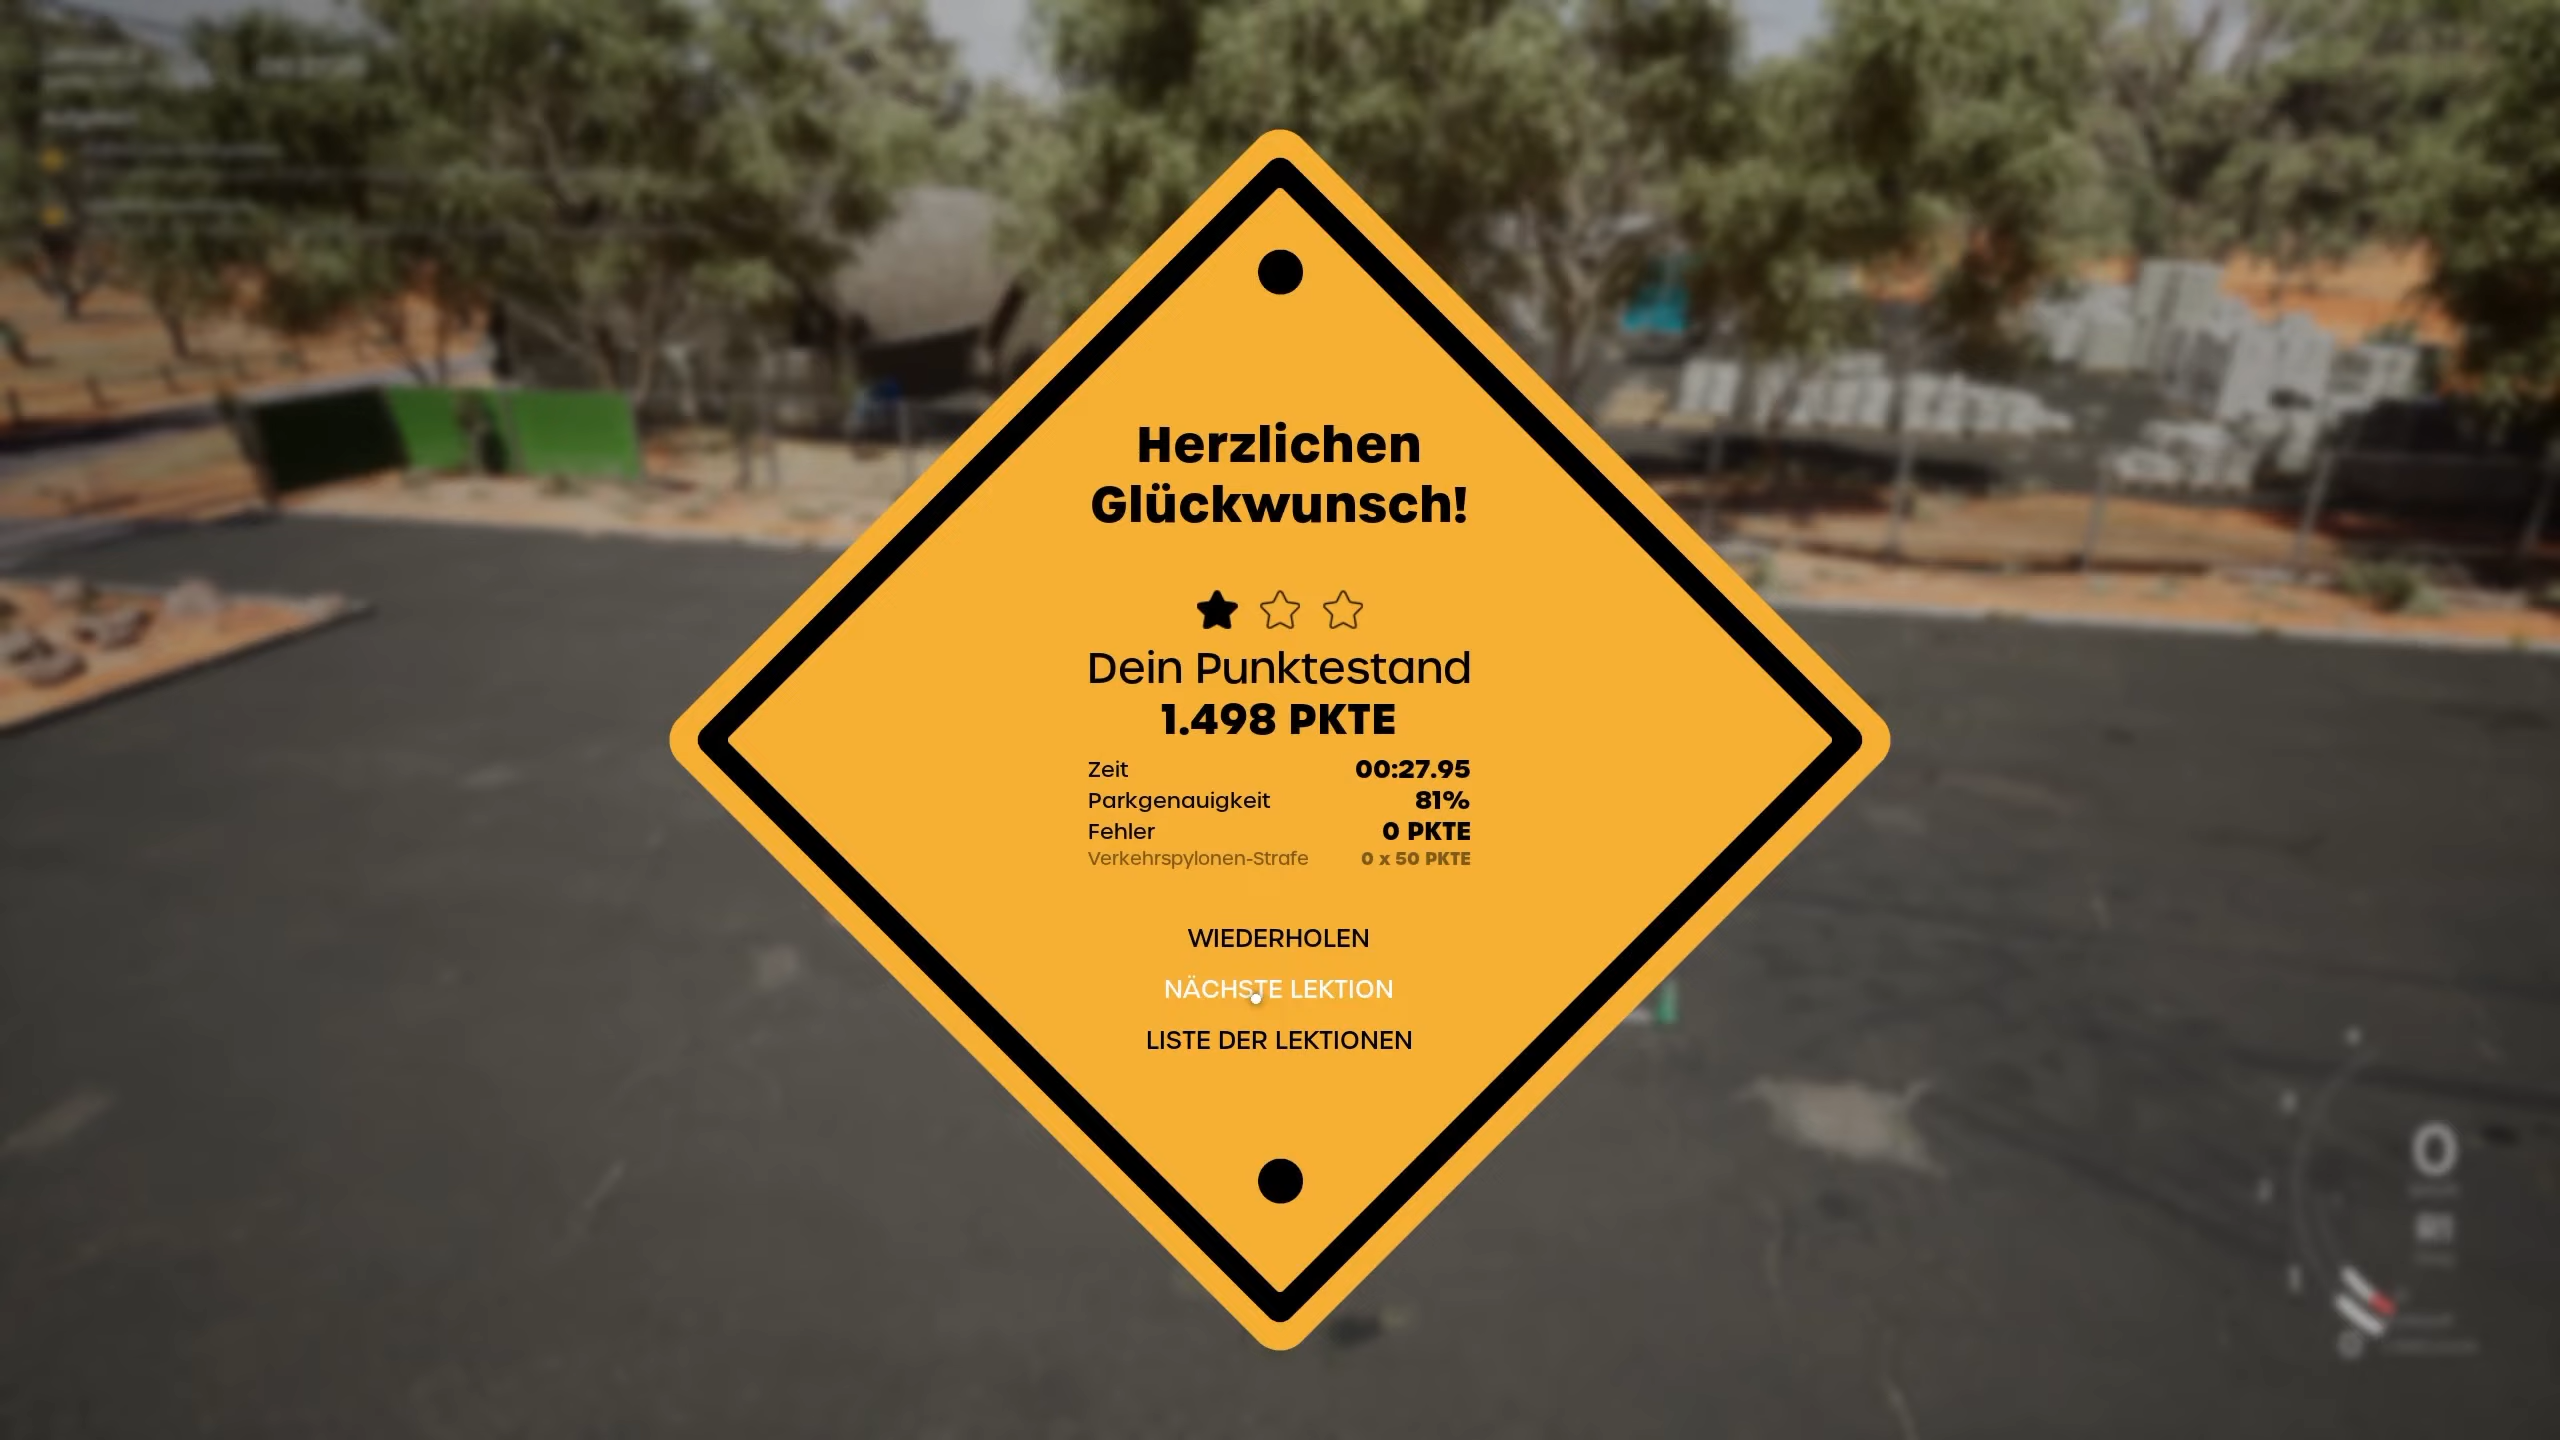 Herzlichen
Glückwunsch!
Dein Punktestand
1.498 PKTE
Zeit 00:27.95
Parkgenauigkeit 81%
Fehler 0 PKTE
Verkehrspylonen-Strafe 0 x 50 PKTE
WIEDERHOLEN
NÄCHSTE LEKTION
LISTE DER LEKTIONEN
0